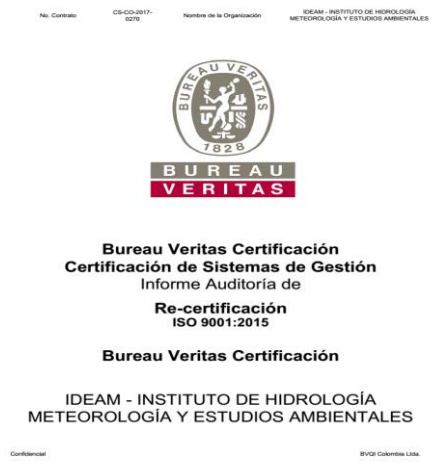 No. Contrato
CS-CO-2017-
0270
Nombre de la Organización
IDEAM - INSTITUTO DE HIDROLOGÍA
METEOROLOGÍA Y ESTUDIOS AMBIENTALES
BUREAU VERITAS
1828
BUREAU
VERITAS
Bureau Veritas Certificación
Certificación de Sistemas de Gestión
Informe Auditoría de
Re-certificación
ISO 9001:2015
Bureau Veritas Certificación
IDEAM - INSTITUTO DE HIDROLOGÍA
METEOROLOGÍA Y ESTUDIOS AMBIENTALES
Confidencial
BVQI Colombia Ltda.